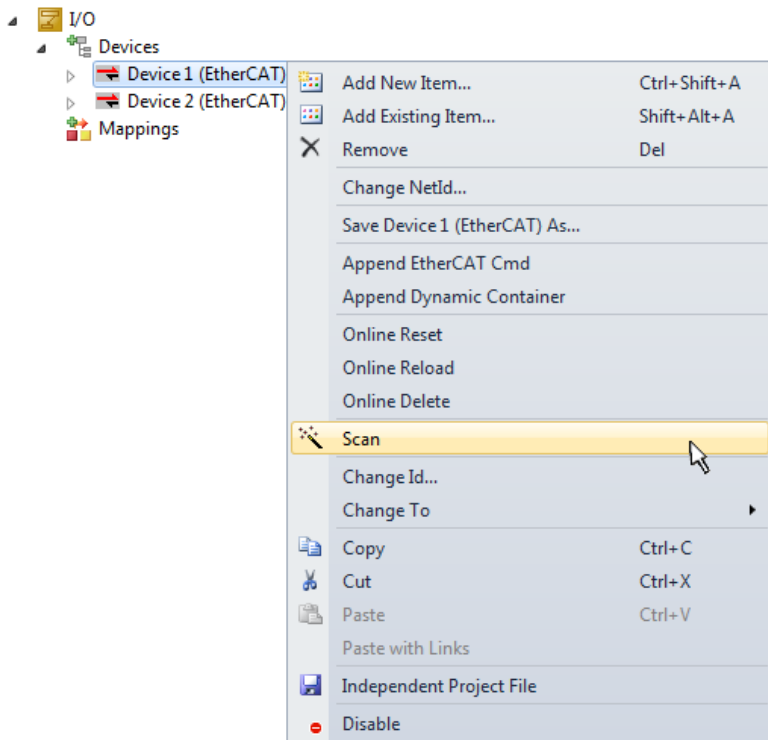 I/O
Devices
Device 1 (EtherCAT)
Device 2 (EtherCAT)
Mappings
Add New Item... Ctrl+Shift+A
Add Existing Item... Shift+Alt+A
Remove Del
Change NetId...
Save Device 1 (EtherCAT) As...
Append EtherCAT Cmd
Append Dynamic Container
Online Reset
Online Reload
Online Delete
Scan
Change Id...
Change To
Copy Ctrl+C
Cut Ctrl+X
Paste Ctrl+V
Paste with Links
Independent Project File
Disable